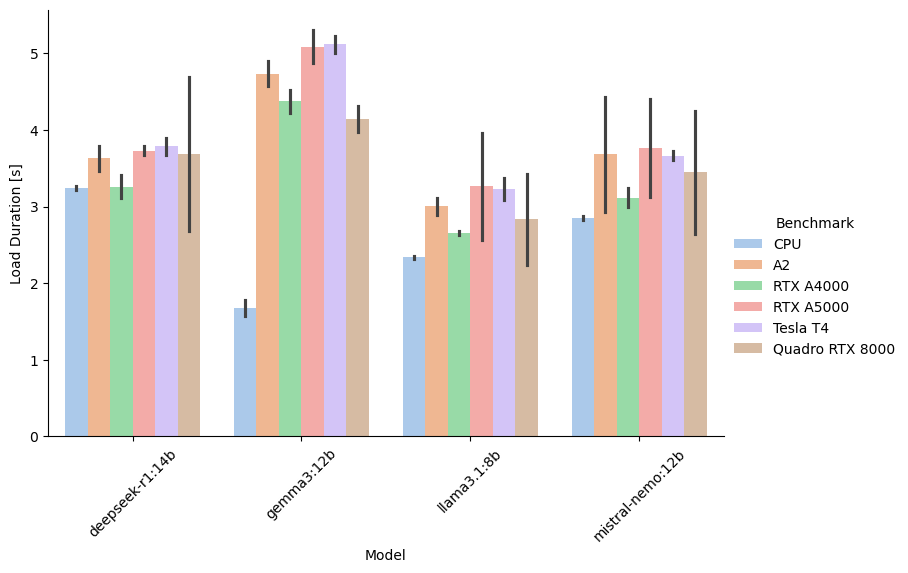 Load Duration [s]
5
4
3
2
1
0
deepseek-r1:14b
gemma3:12b
llama3.1:8b
mistral-nemo:12b
Model
Benchmark
CPU
A2
RTX A4000
RTX A5000
Tesla T4
Quadro RTX 8000